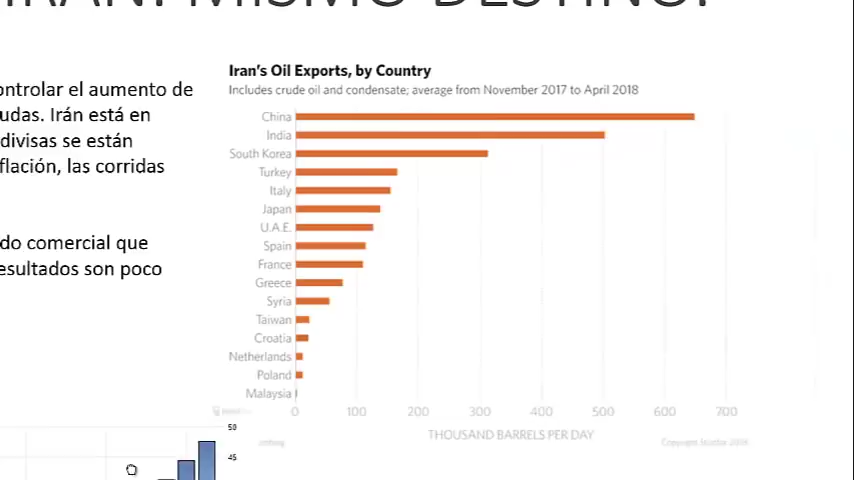 IRÁN: MISMO DESTINO?
ontrolar el aumento de
udas. Irán está en
divisas se están
flación, las corridas
do comercial que
esultados son poco
Iran's Oil Exports, by Country
Includes crude oil and condensate; average from November 2017 to April 2018
China
India
South Korea
Turkey
Italy
Japan
U.A.E.
Spain
France
Greece
Syria
Taiwan
Croatia
Netherlands
Poland
Malaysia
0 100 200 300 400 500 600 700
THOUSAND BARRELS PER DAY
50
45